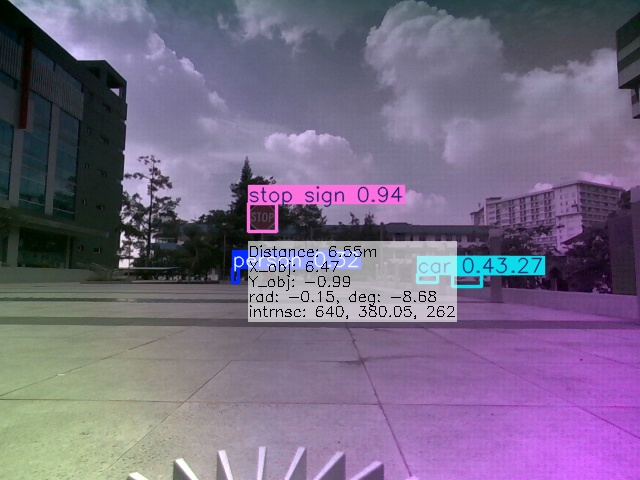 stop sign 0.94
STOP
Distance: 6.55m
X_obj: 6.47
Y_obj: -0.99
rad: -0.15, deg: -8.68
intrnsc: 640, 380.05, 262
car 0.43.27